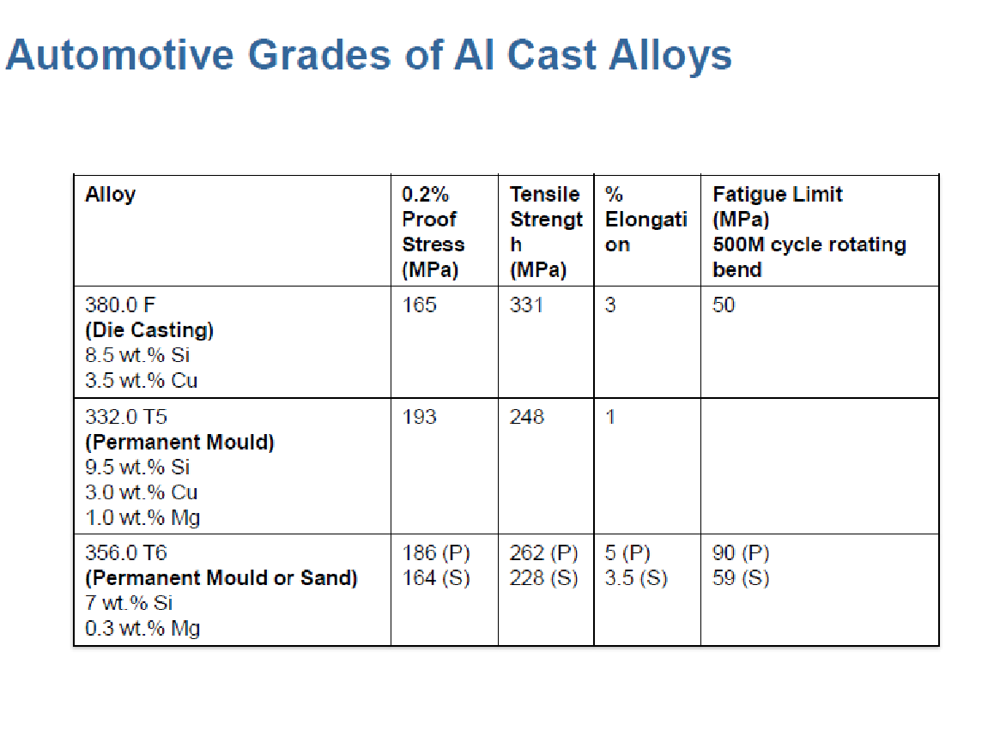 Automotive Grades of Al Cast Alloys
Alloy
0.2%
Proof
Stress
(MPa)
Tensile
Strengt
h
(MPa)
%
Elongati
on
Fatigue Limit
(MPa)
500M cycle rotating
bend
380.0 F
(Die Casting)
8.5 wt.% Si
3.5 wt.% Cu
165
331
3
50
332.0 T5
(Permanent Mould)
9.5 wt.% Si
3.0 wt.% Cu
1.0 wt.% Mg
193
248
1
356.0 T6
(Permanent Mould or Sand)
7 wt.% Si
0.3 wt.% Mg
186 (P)
164 (S)
262 (P)
228 (S)
5 (P)
3.5 (S)
90 (P)
59 (S)